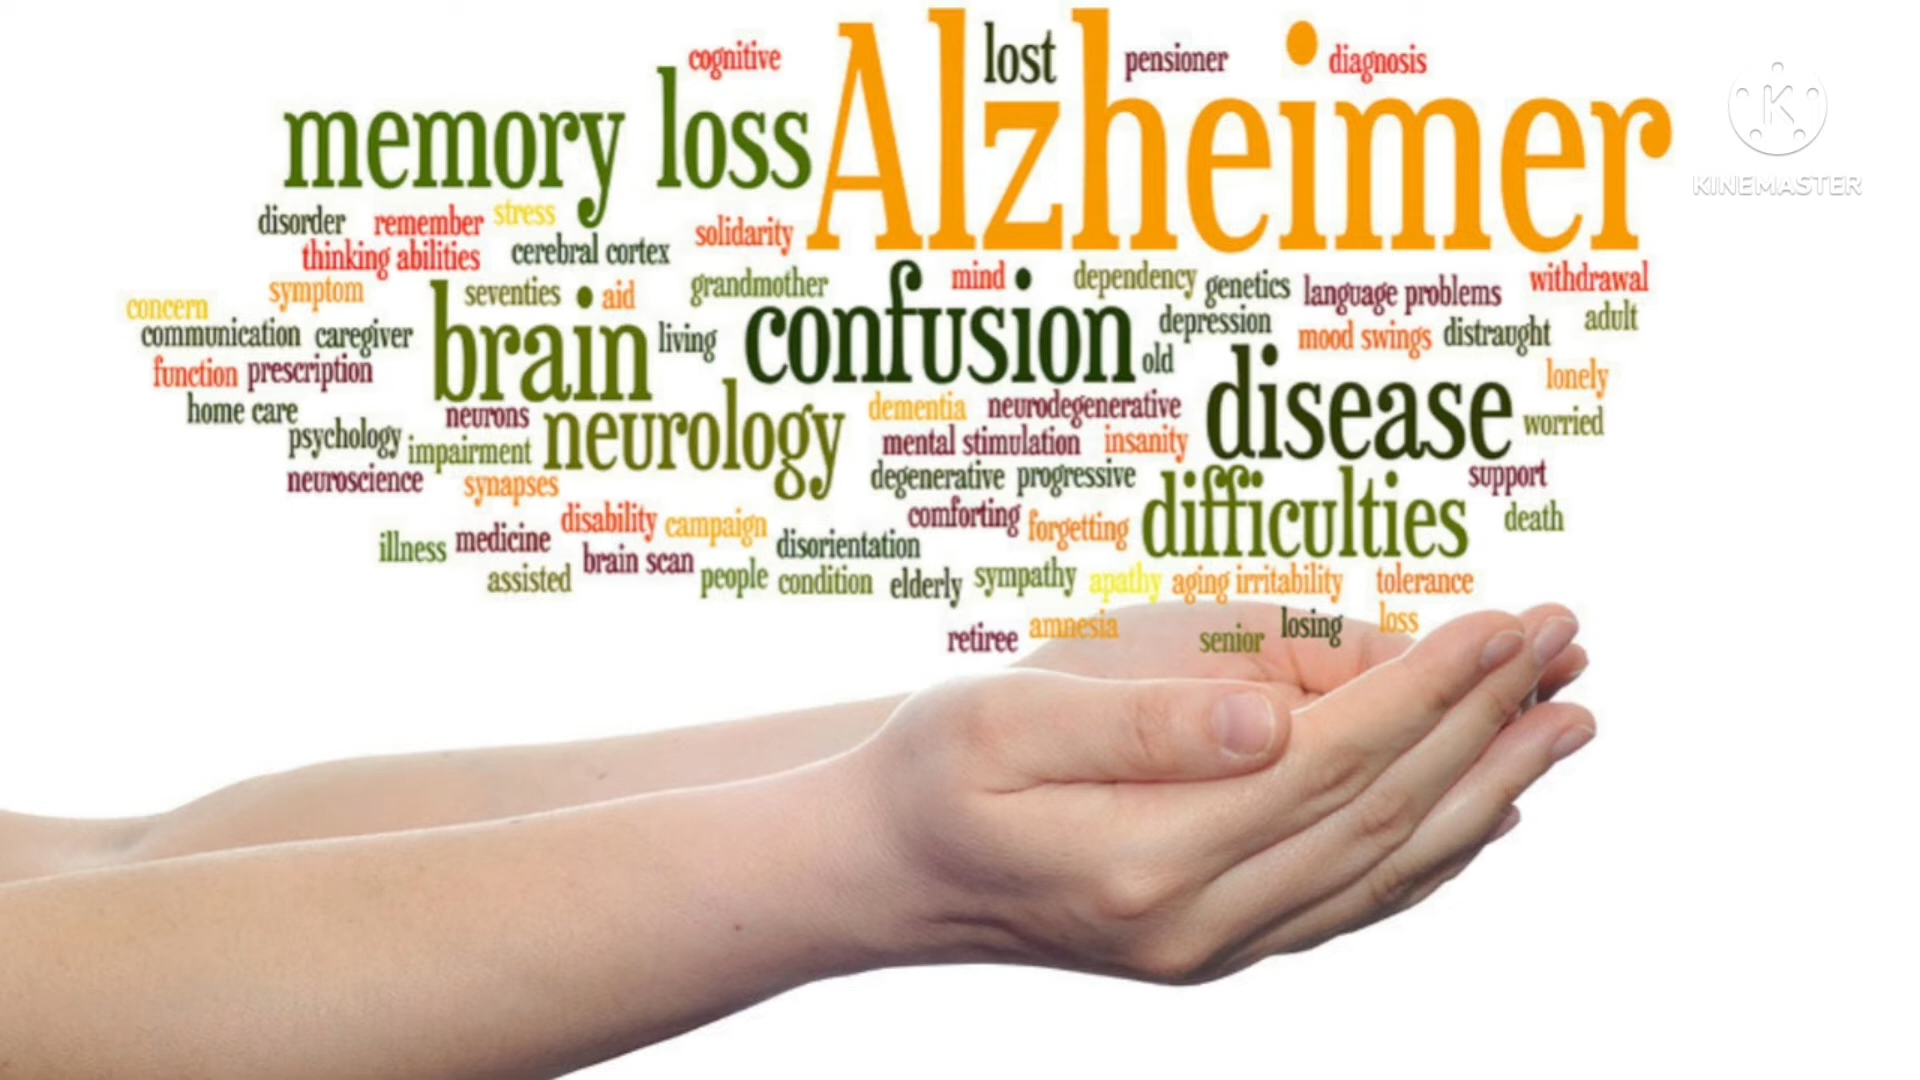 cognitive lost pensioner diagnosis
memory loss Alzheimer
KINEMASTER
disorder remember stress solidarity
thinking abilities cerebral cortex
concern symptom seventies aid grandmother mind dependency genetics language problems withdrawal
communication caregiver brain living confusion old depression mood swings distraught adult
function prescription disease lonely
home care neurons neurology dementia neurodegenerative worried
psychology impairment mental stimulation insanity
neuroscience synapses degenerative progressive support
disability campaign comforting forgetting difficulties death
illness medicine brain scan disorientation
assisted people condition elderly sympathy apathy aging irritability tolerance
retiree amnesia senior losing loss